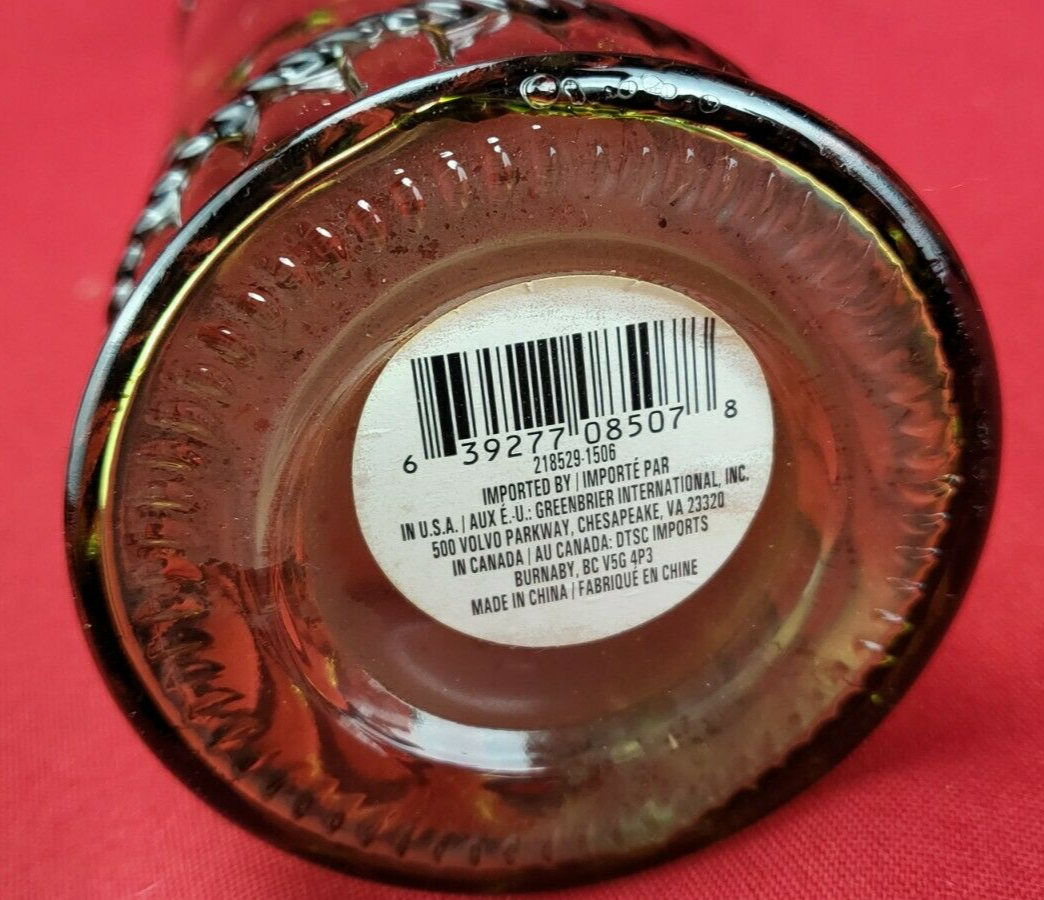 6 39277 08507 8
218529-1506
IMPORTED BY / IMPORTÉ PAR
IN U.S.A. / AUX É.-U.: GREENBRIER INTERNATIONAL, INC.
500 VOLVO PARKWAY, CHESAPEAKE, VA 23320
IN CANADA / AU CANADA: DTSC IMPORTS
BURNABY, BC V5G 4P3
MADE IN CHINA / FABRIQUÉ EN CHINE